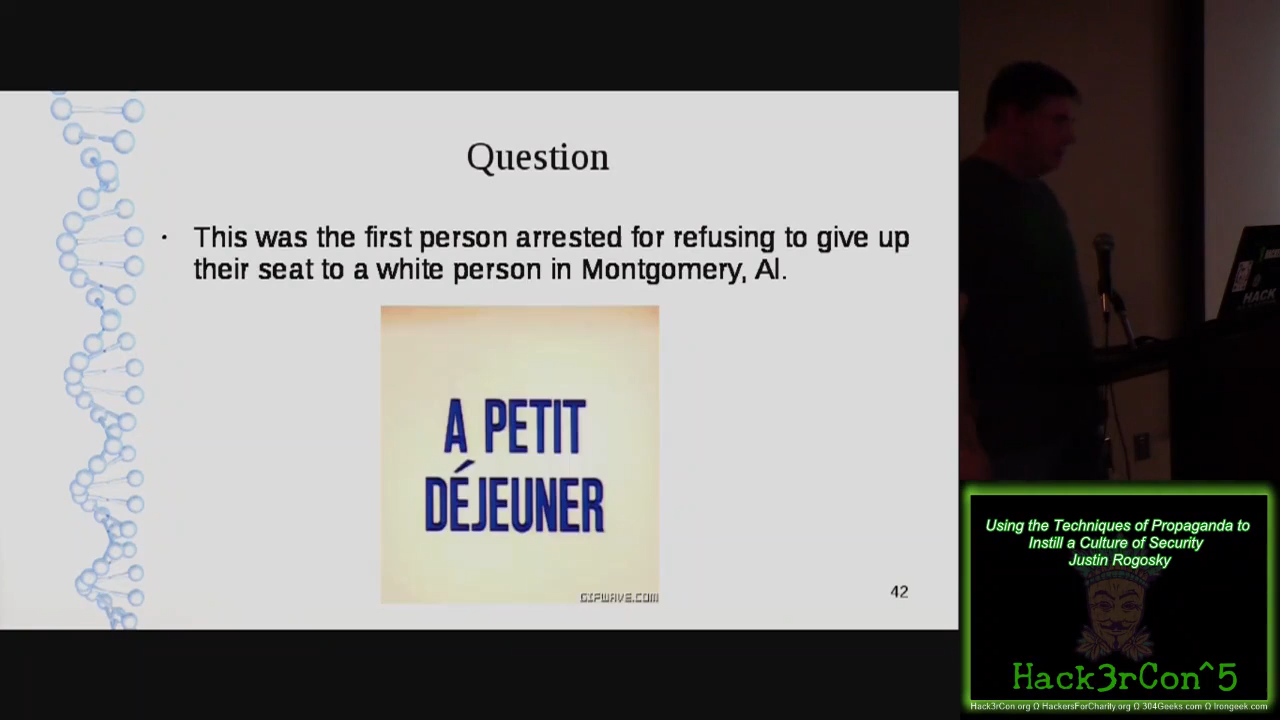 Question
• This was the first person arrested for refusing to give up
their seat to a white person in Montgomery, Al.
A PETIT
DÉJEUNER
GIFWAVE.COM
42
HACK
Using the Techniques of Propaganda to
Instill a Culture of Security
Justin Rogosky
Hack3rCon^5
Hack3rCon.org Ω HackersForCharity.org Ω 304Geeks.com Ω Irongeek.com